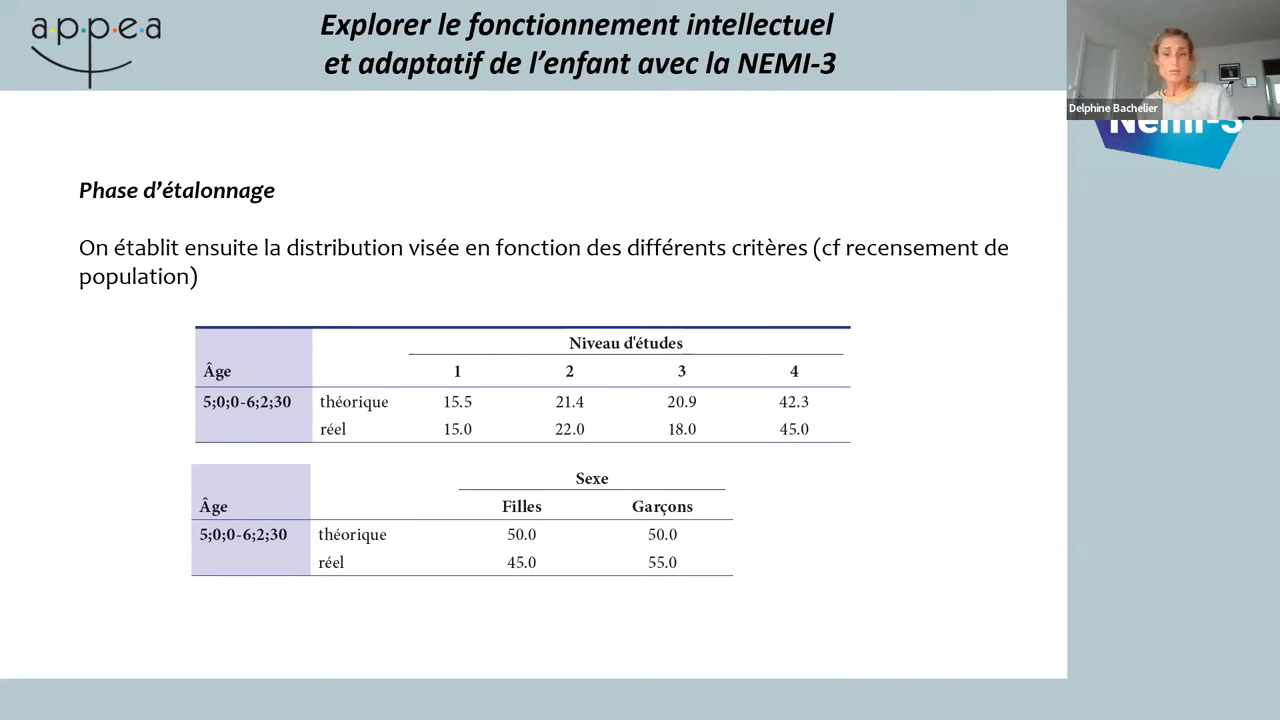 a·p·p·e·a
Explorer le fonctionnement intellectuel
et adaptatif de l'enfant avec la NEMI-3
Delphine Bachelier
Nemi-3
Phase d'étalonnage
On établit ensuite la distribution visée en fonction des différents critères (cf recensement de
population)
Niveau d'études
Âge 1 2 3 4
5;0;0-6;2;30 théorique 15.5 21.4 20.9 42.3
réel 15.0 22.0 18.0 45.0
Sexe
Âge Filles Garçons
5;0;0-6;2;30 théorique 50.0 50.0
réel 45.0 55.0